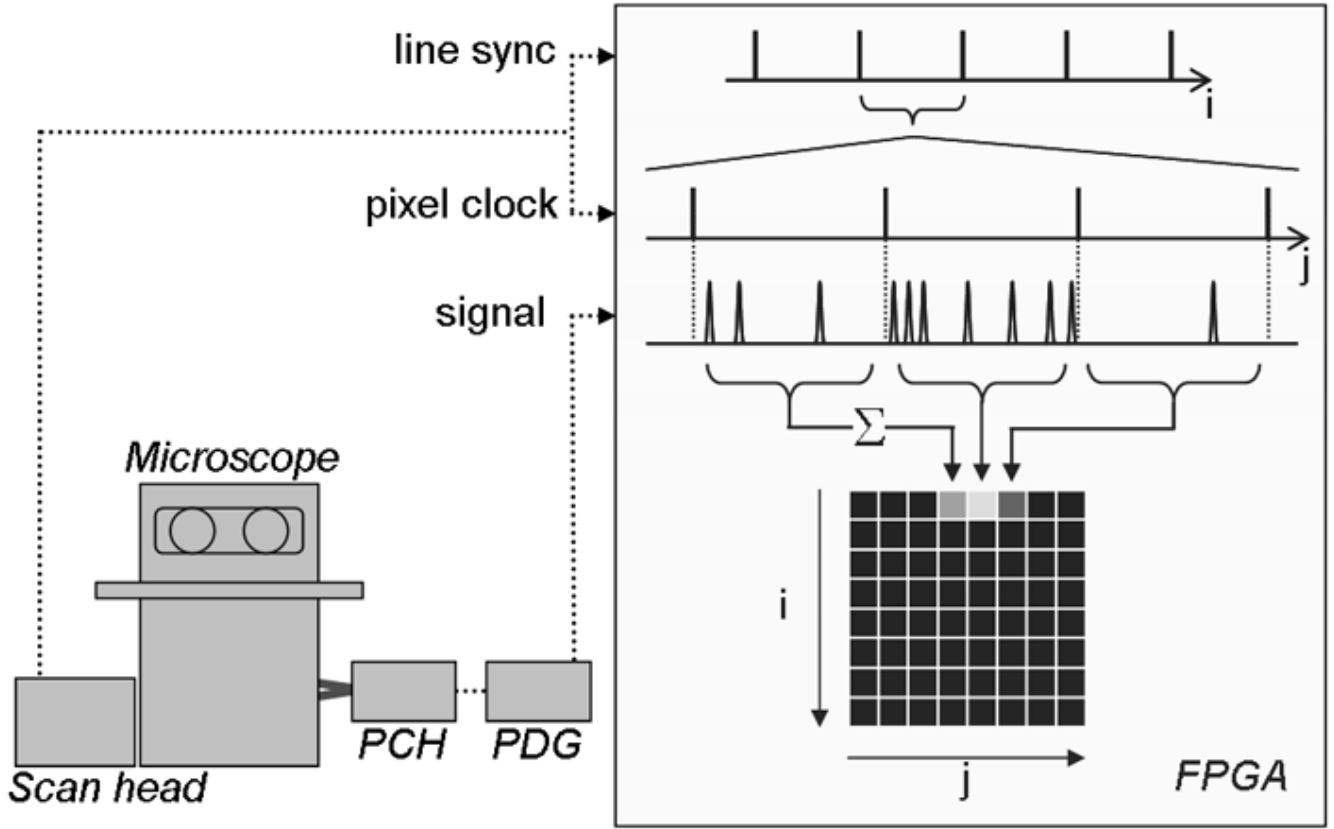 line sync
i
pixel clock
j
signal
Σ
Microscope
i
PCH
PDG
Scan head
j
FPGA